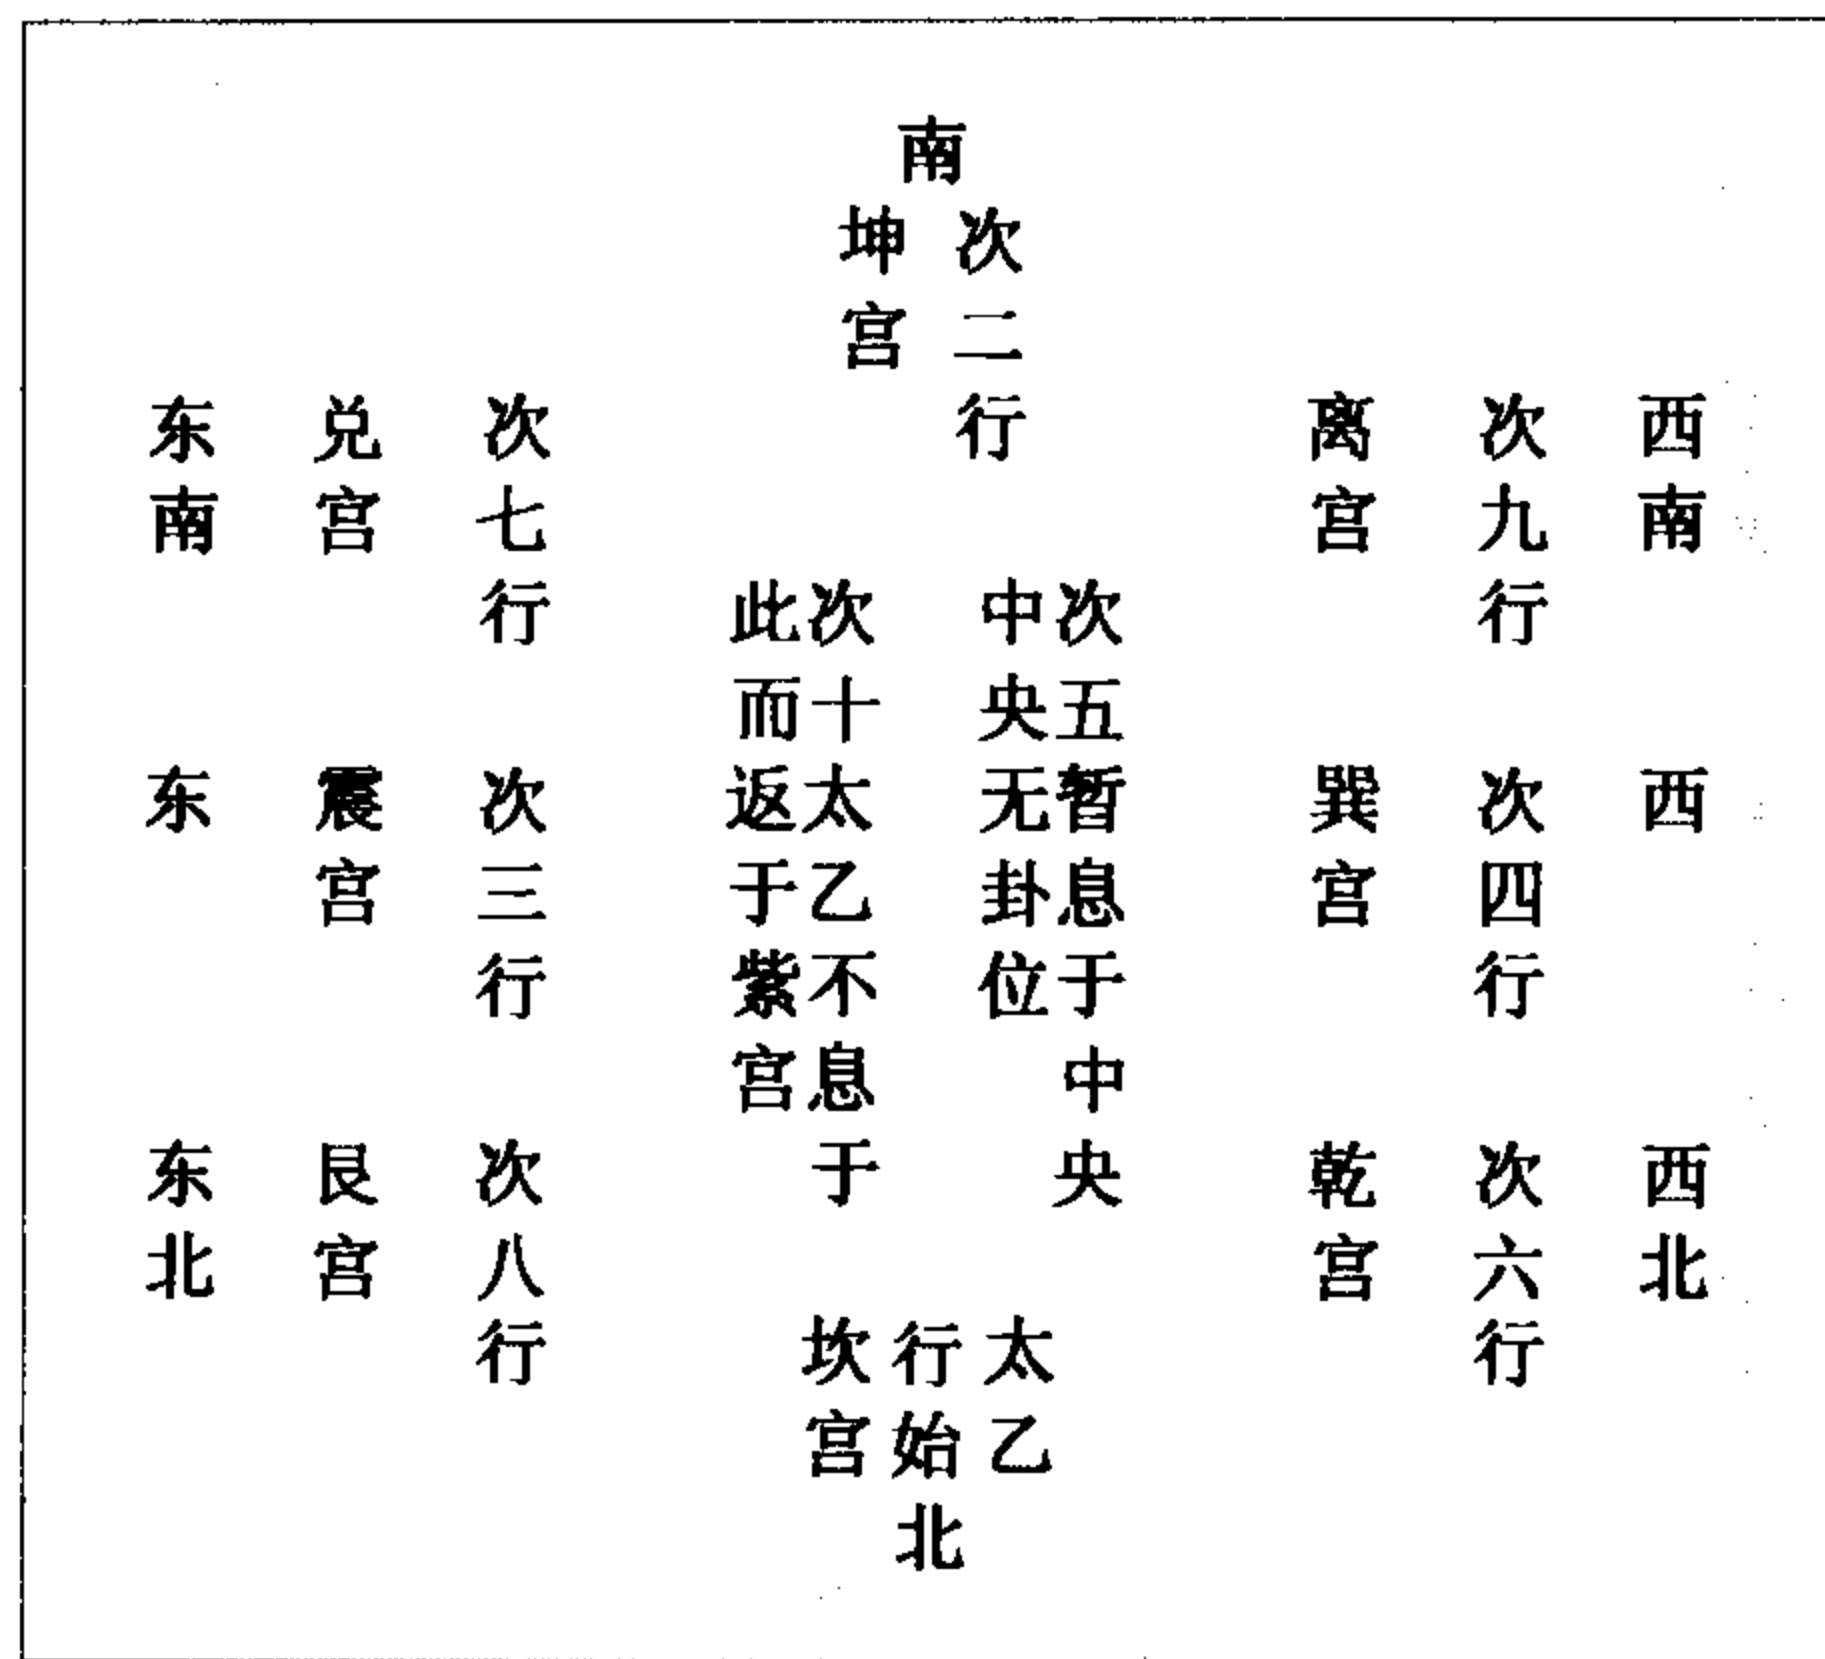 南
次二行
坤宫
西南
次九行
离宫
次七行
兑宫
东南
次五暂息于中央
中央无卦位
次十太乙不息于
此而返于紫宫
西
次四行
巽宫
次三行
震宫
东
西北
次六行
乾宫
次八行
艮宫
东北
太乙
行始
坎宫
北